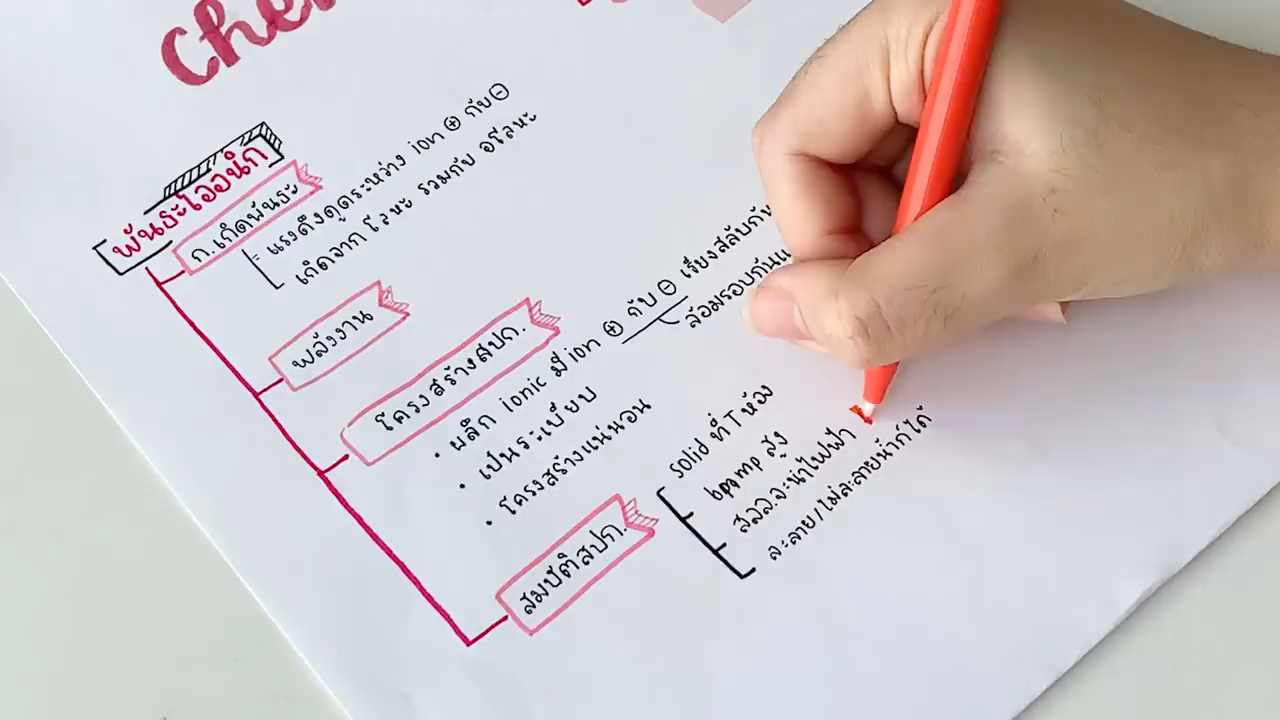 Che
พันธะไอออนิก
ก.เกิดพันธะ
= แรงดึงดูดระหว่าง ion ⊕ กับ ⊖
เกิดจาก โลหะ รวมกับ อโลหะ
พลังงาน
โครงสร้างสปก.
• ผลึก ionic มี ion ⊕ กับ ⊖ เรียงสลับกัน
ล้อมรอบกัน
• เป็นระเบียบ
• โครงสร้างแน่นอน
สมบัติสปก.
solid ที่ T ห้อง
bp mp สูง
สลล.จะนำไฟฟ้า
ละลาย/ไม่ละลายน้ำก็ได้